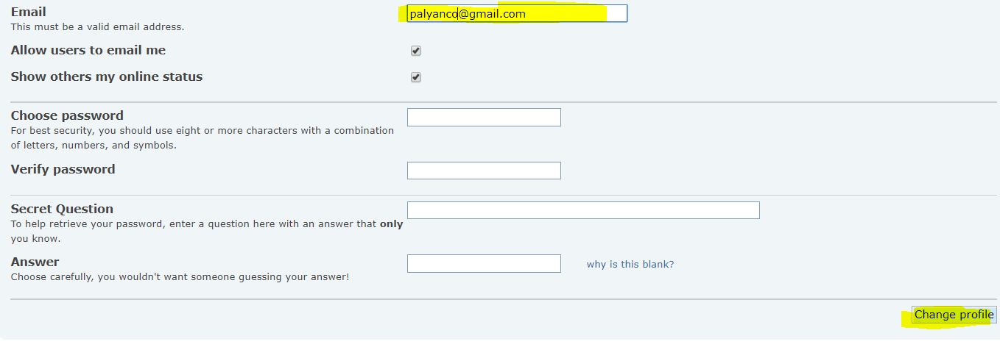 Email
palyanco@gmail.com
This must be a valid email address.
Allow users to email me
Show others my online status
Choose password
For best security, you should use eight or more characters with a combination
of letters, numbers, and symbols.
Verify password
Secret Question
To help retrieve your password, enter a question here with an answer that only
you know.
Answer
why is this blank?
Choose carefully, you wouldn't want someone guessing your answer!
Change profile